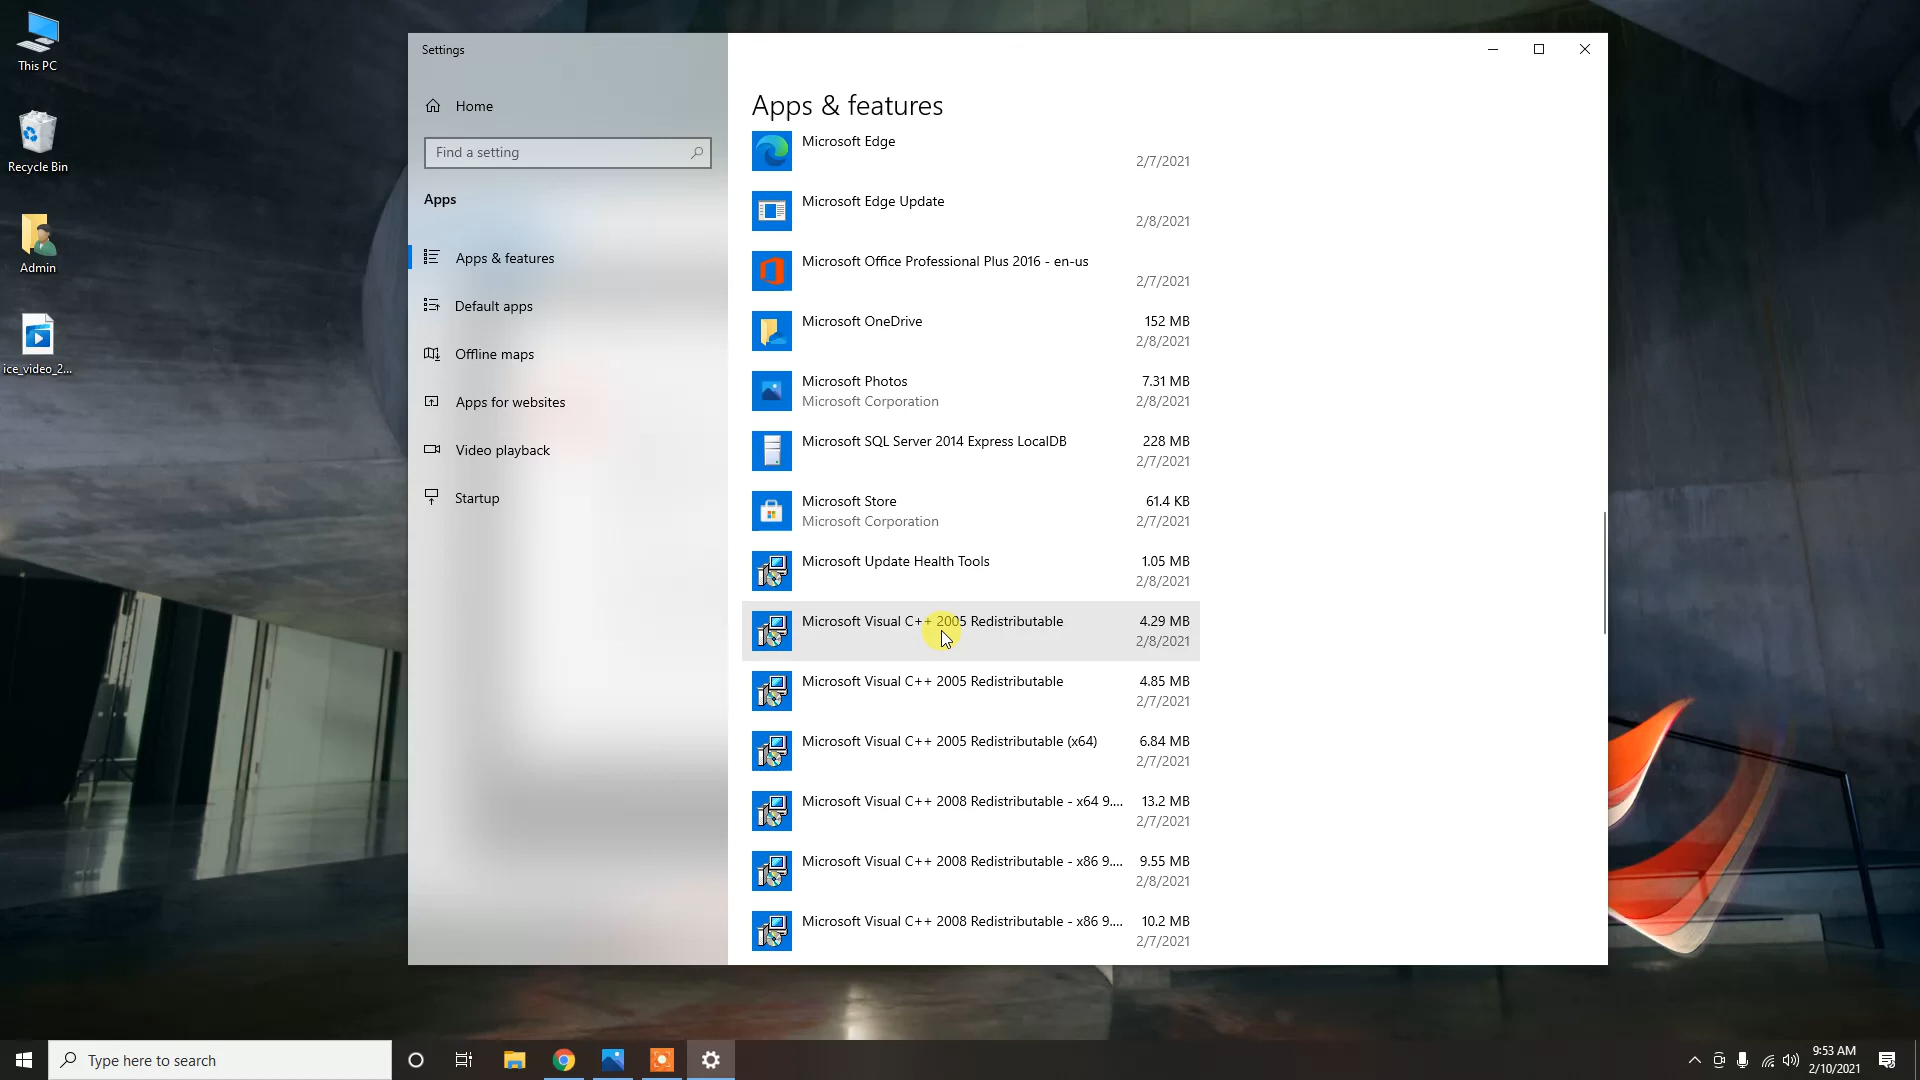 This PC
Recycle Bin
Admin
ice_video_2...
Settings
Home
Find a setting
Apps
Apps & features
Default apps
Offline maps
Apps for websites
Video playback
Startup
Apps & features
Microsoft Edge
2/7/2021
Microsoft Edge Update
2/8/2021
Microsoft Office Professional Plus 2016 - en-us
2/7/2021
Microsoft OneDrive 152 MB
2/8/2021
Microsoft Photos 7.31 MB
Microsoft Corporation 2/8/2021
Microsoft SQL Server 2014 Express LocalDB 228 MB
2/7/2021
Microsoft Store 61.4 KB
Microsoft Corporation 2/7/2021
Microsoft Update Health Tools 1.05 MB
2/8/2021
Microsoft Visual C++ 2005 Redistributable 4.29 MB
2/8/2021
Microsoft Visual C++ 2005 Redistributable 4.85 MB
2/7/2021
Microsoft Visual C++ 2005 Redistributable (x64) 6.84 MB
2/7/2021
Microsoft Visual C++ 2008 Redistributable - x64 9.... 13.2 MB
2/7/2021
Microsoft Visual C++ 2008 Redistributable - x86 9.... 9.55 MB
2/8/2021
Microsoft Visual C++ 2008 Redistributable - x86 9.... 10.2 MB
2/7/2021
Type here to search
9:53 AM
2/10/2021